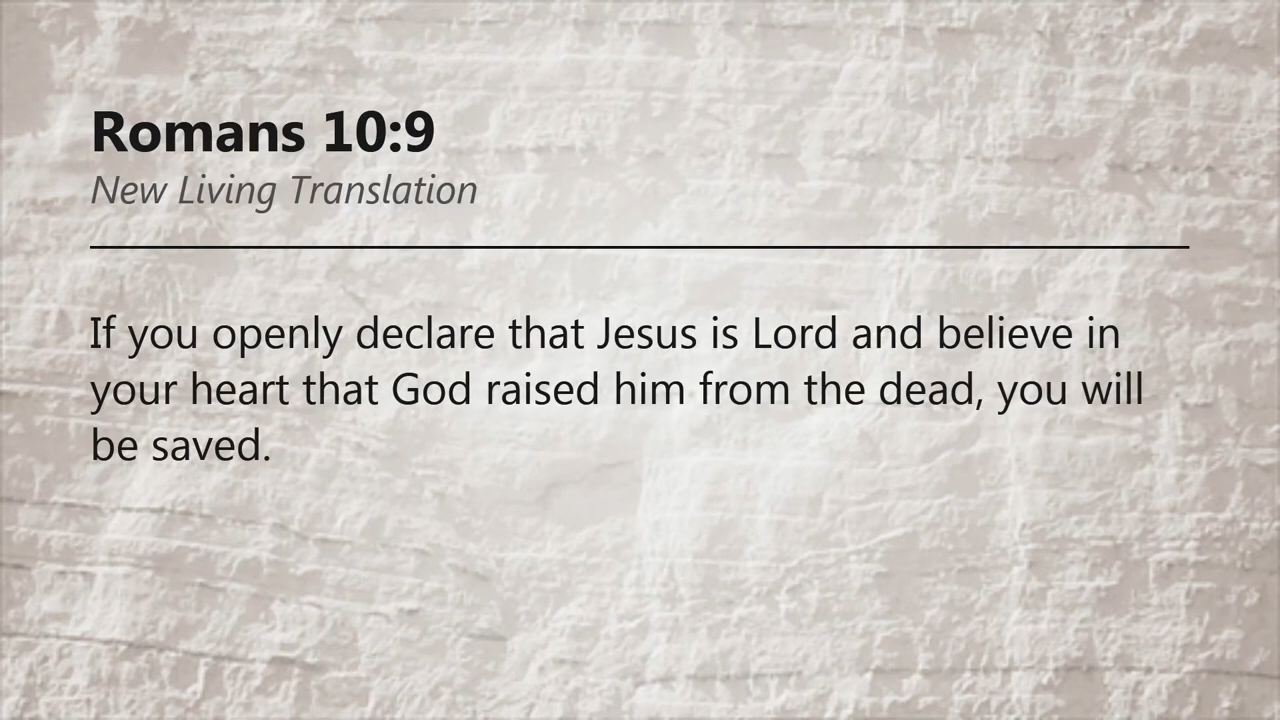 Romans 10:9
New Living Translation
If you openly declare that Jesus is Lord and believe in
your heart that God raised him from the dead, you will
be saved.